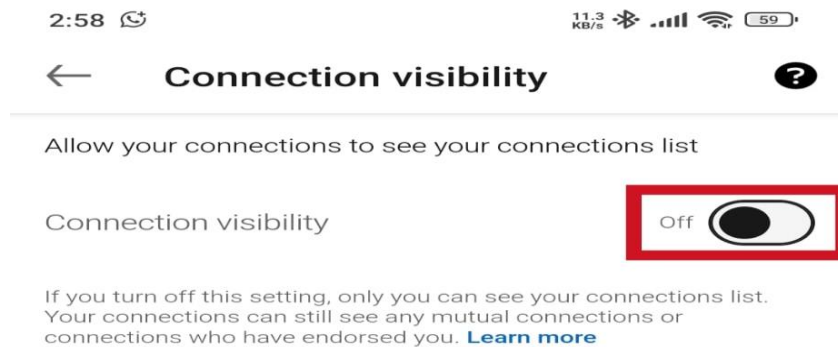 2:58 11.3 KB/s 59
Connection visibility ?
Allow your connections to see your connections list
Connection visibility Off
If you turn off this setting, only you can see your connections list.
Your connections can still see any mutual connections or
connections who have endorsed you. Learn more